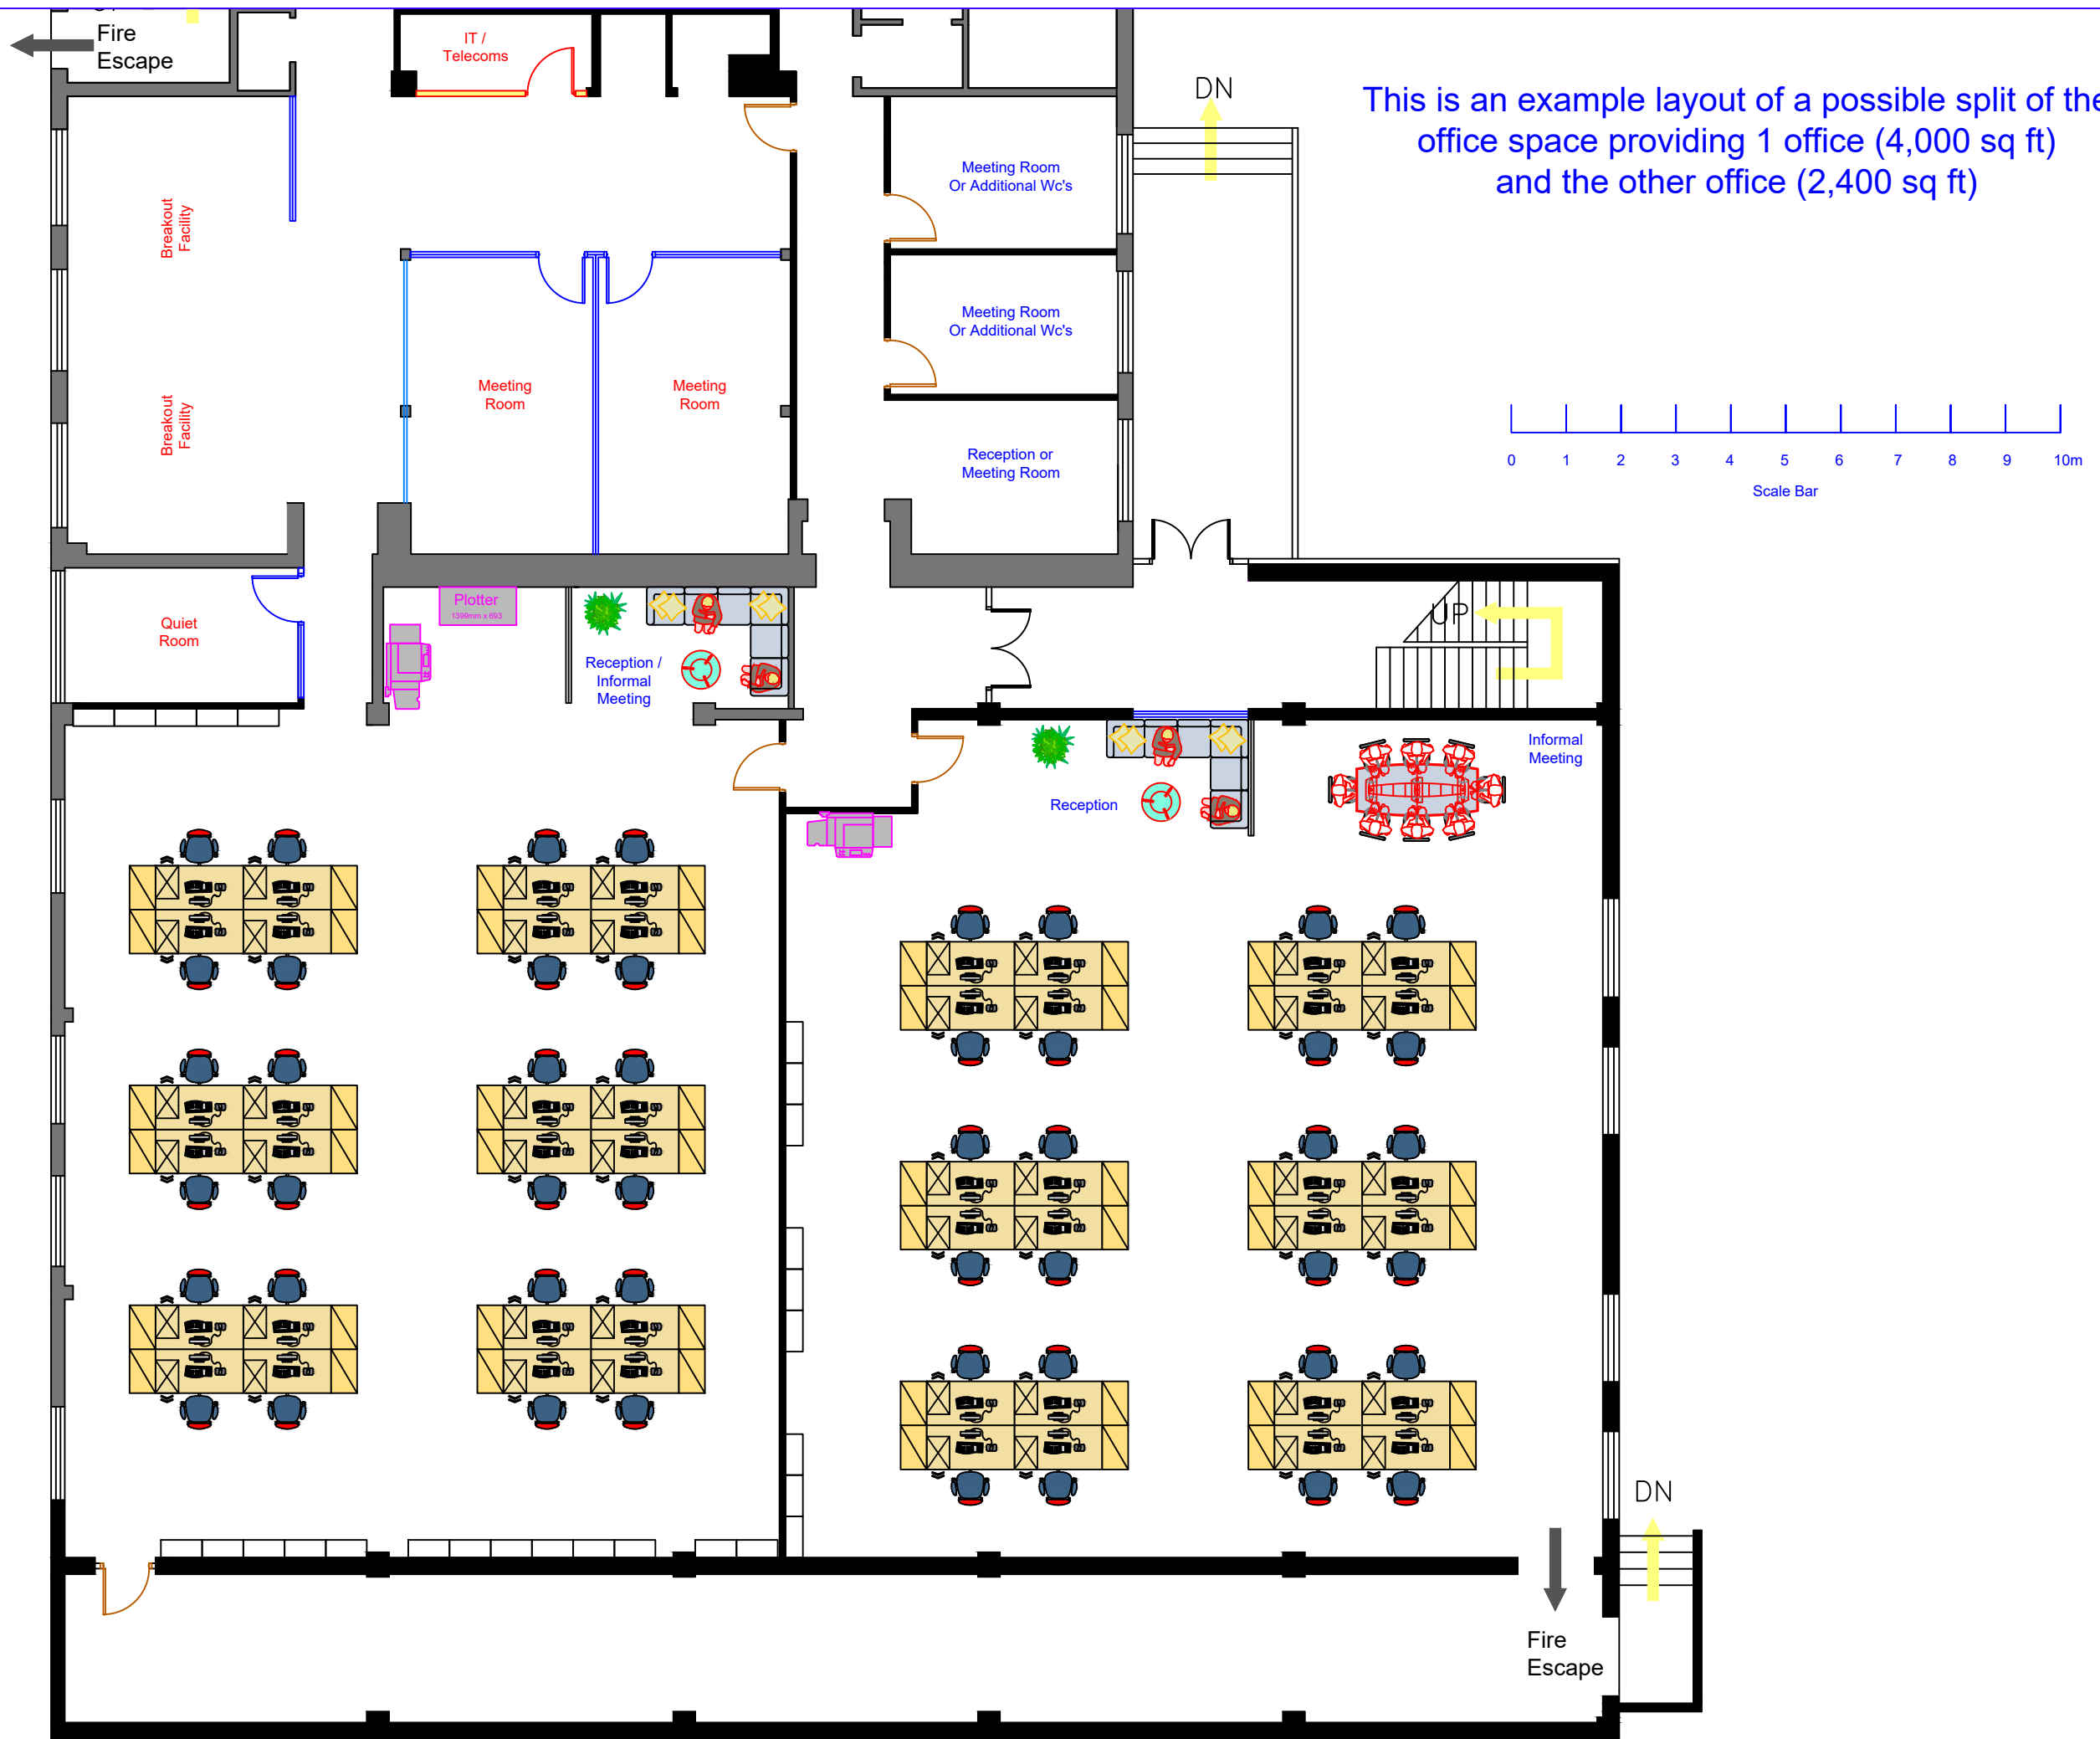 Fire
Escape
IT /
Telecoms
DN
This is an example layout of a possible split of the
office space providing 1 office (4,000 sq ft)
and the other office (2,400 sq ft)
Breakout
Facility
Meeting Room
Or Additional Wc's
Meeting Room
Or Additional Wc's
Breakout
Facility
Meeting
Room
Meeting
Room
Reception or
Meeting Room
0 1 2 3 4 5 6 7 8 9 10m
Scale Bar
Quiet
Room
Plotter
1399mm x 693
Reception /
Informal
Meeting
UP
Informal
Meeting
Reception
DN
Fire
Escape